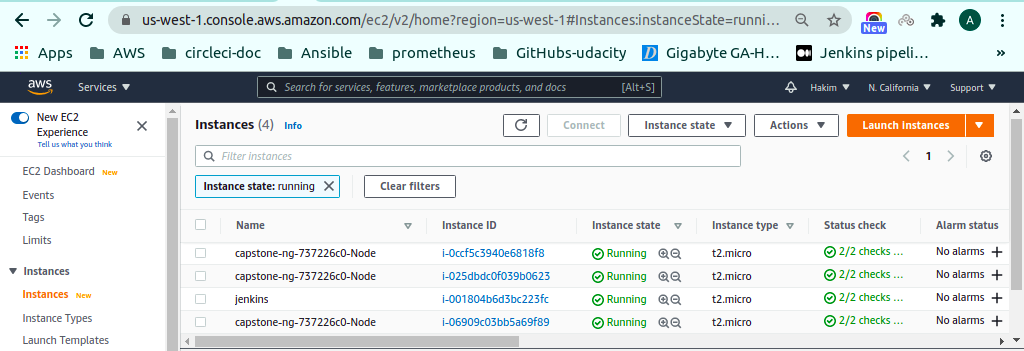 us-west-1.console.aws.amazon.com/ec2/v2/home?region=us-west-1#Instances:instanceState=runni...
New
A
Apps AWS circleci-doc Ansible prometheus GitHubs-udacity Gigabyte GA-H... Jenkins pipeli... »
aws Services Search for services, features, marketplace products, and docs [Alt+S] Hakim N. California Support
New EC2 Experience
Tell us what you think
EC2 Dashboard New
Events
Tags
Limits
Instances
Instances New
Instance Types
Launch Templates
Instances (4) Info Connect Instance state Actions Launch instances
Filter instances 1
Instance state: running Clear filters
Name Instance ID Instance state Instance type Status check Alarm status
capstone-ng-737226c0-Node i-0ccf5c3940e6818f8 Running t2.micro 2/2 checks ... No alarms
capstone-ng-737226c0-Node i-025dbdc0f039b0623 Running t2.micro 2/2 checks ... No alarms
jenkins i-001804b6d3bc223fc Running t2.micro 2/2 checks ... No alarms
capstone-ng-737226c0-Node i-06909c03bb5a69f89 Running t2.micro 2/2 checks ... No alarms